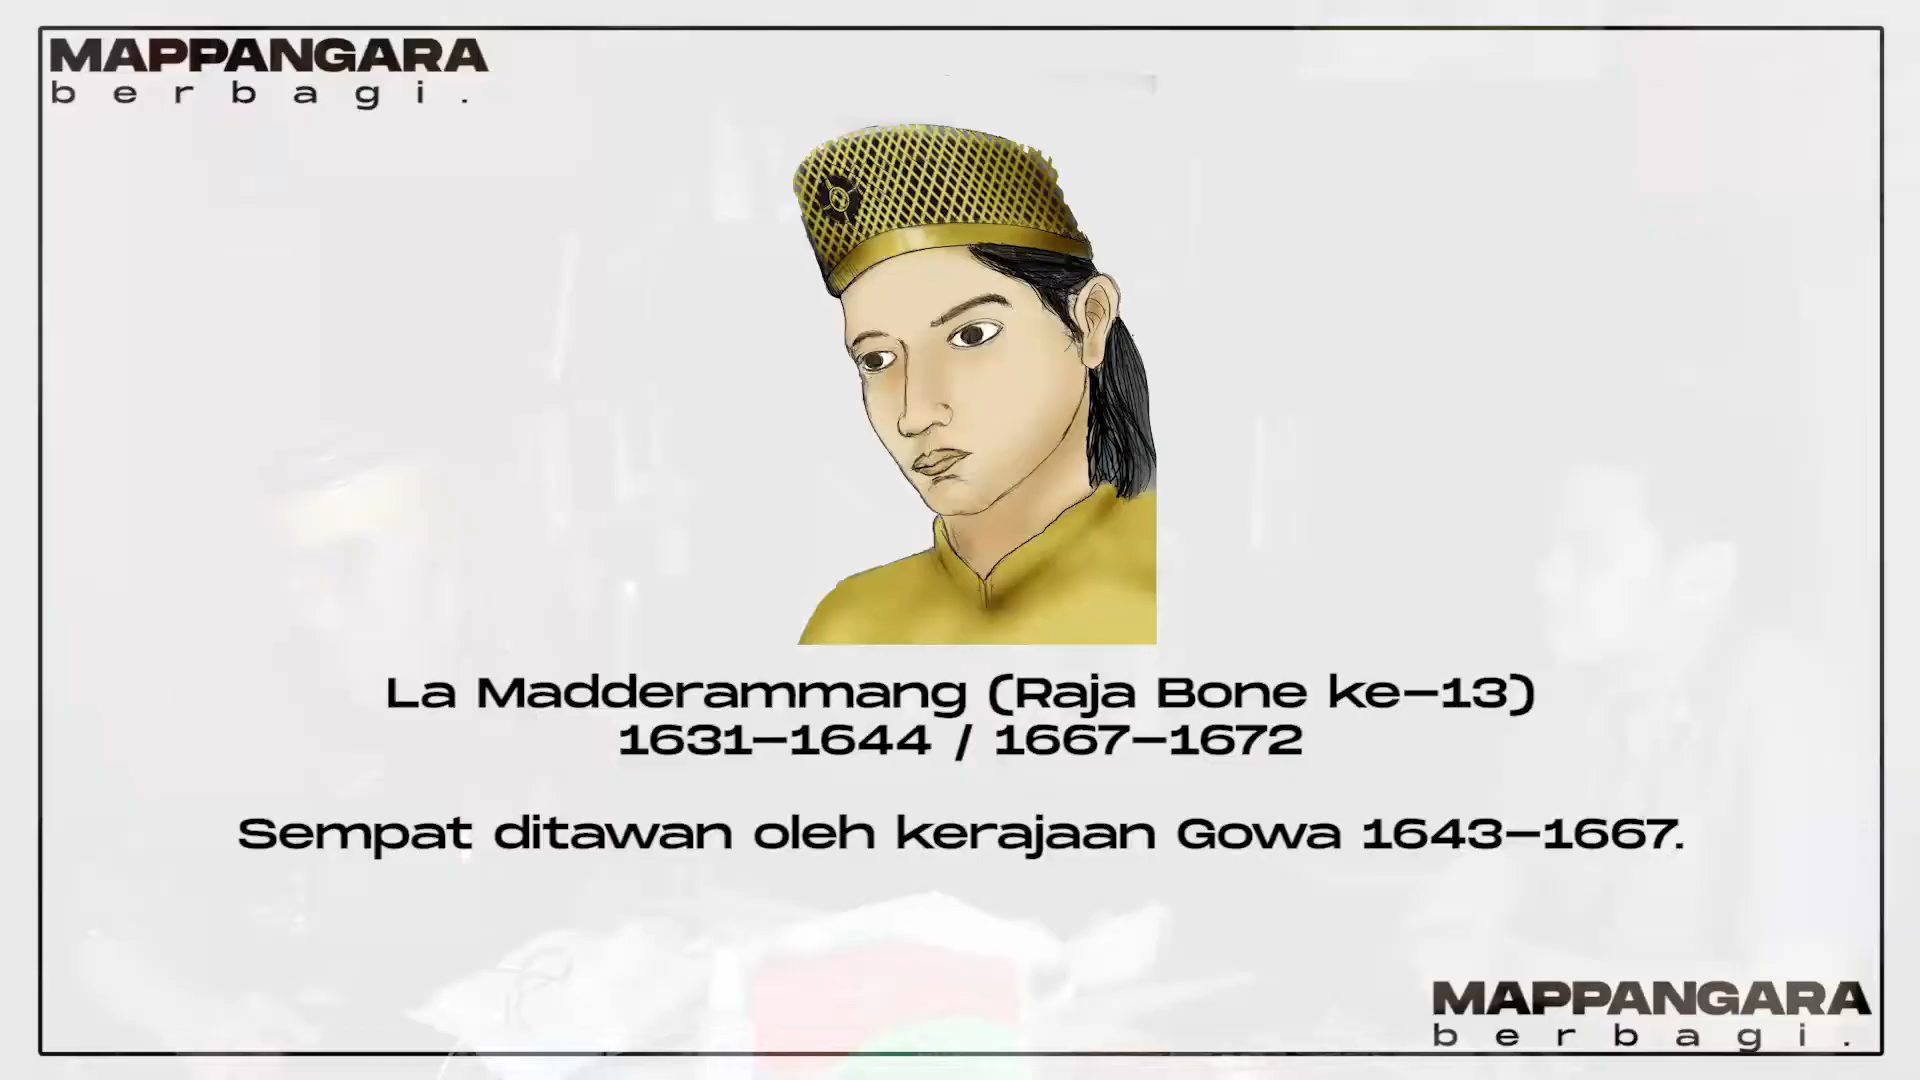 MAPPANGARA
berbagi.
La Madderammang (Raja Bone ke-13)
1631-1644 / 1667-1672
Sempat ditawan oleh kerajaan Gowa 1643-1667.
MAPPANGARA
berbagi.